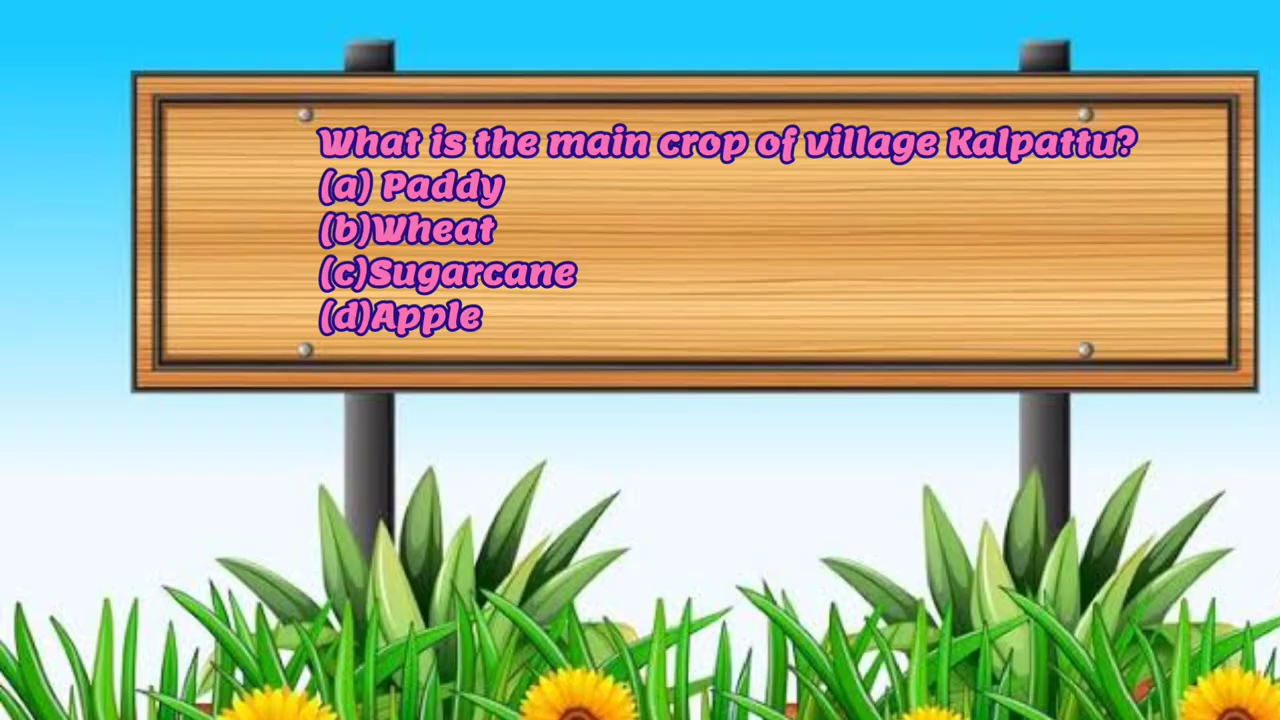 What is the main crop of village Kalpattu?
(a) Paddy
(b)Wheat
(c)Sugarcane
(d)Apple